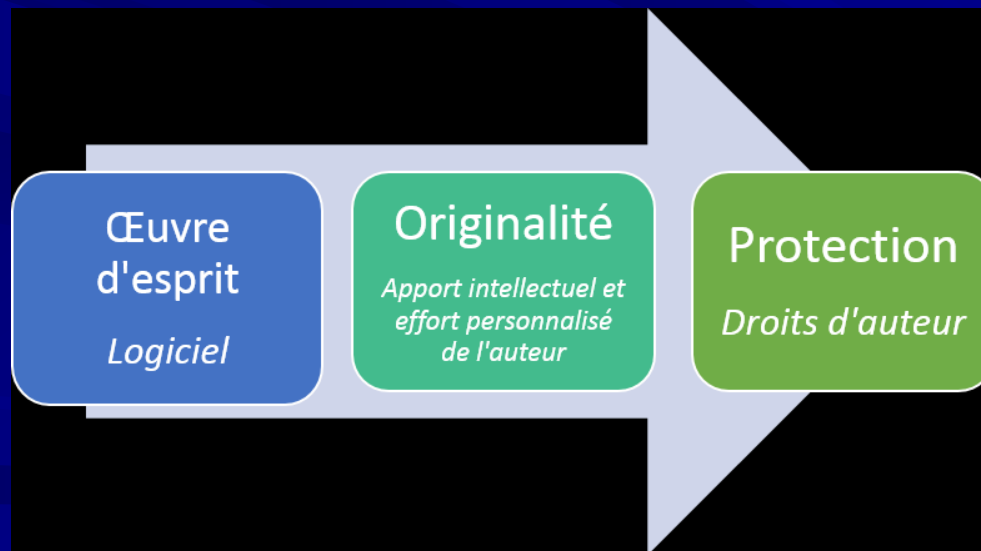 Œuvre
d'esprit
Logiciel
Originalité
Apport intellectuel et
effort personnalisé
de l'auteur
Protection
Droits d'auteur